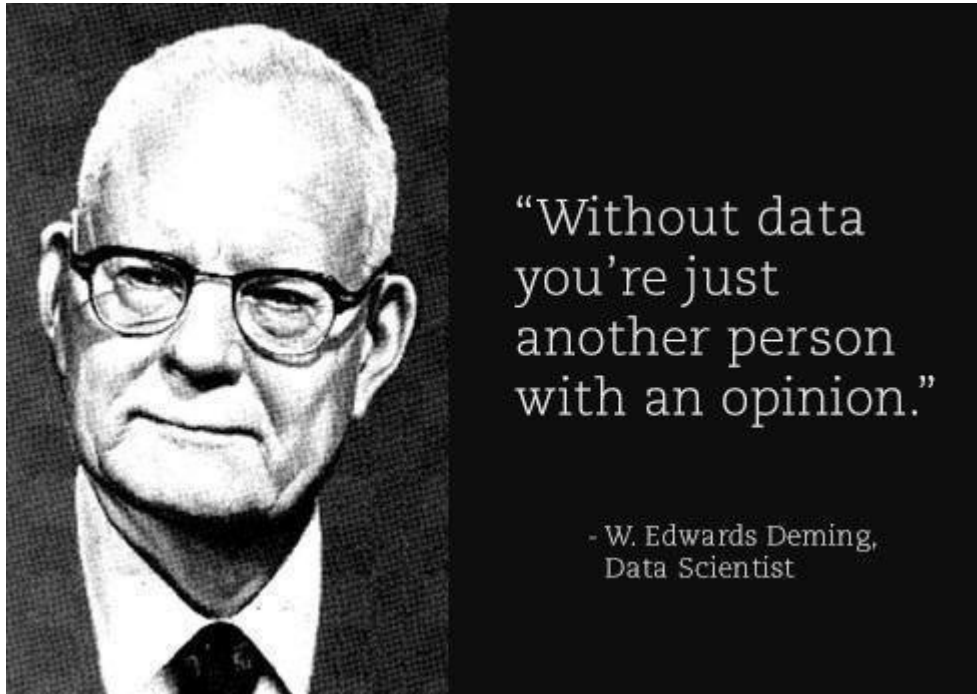 “Without data
you’re just
another person
with an opinion.”
- W. Edwards Deming,
Data Scientist